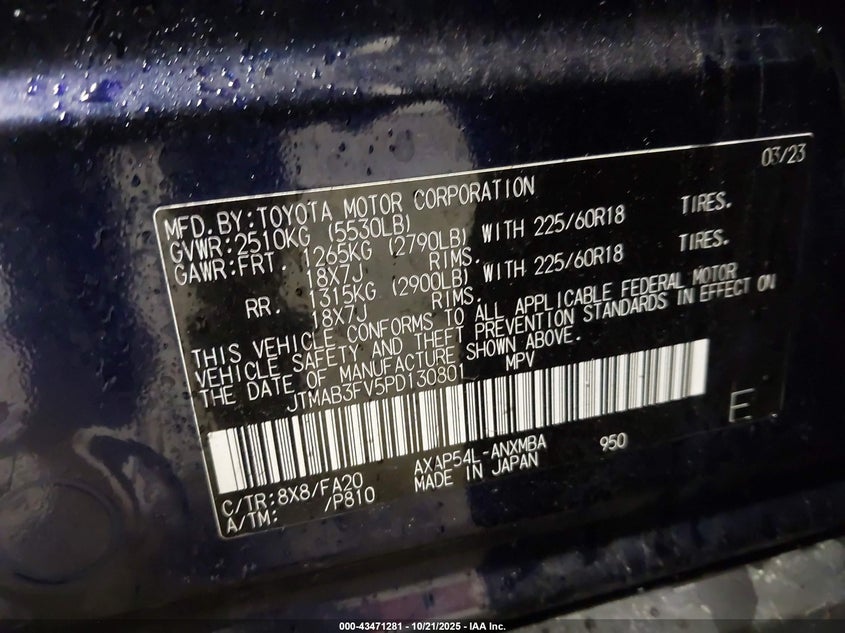 03/23
MFD. BY: TOYOTA MOTOR CORPORATION
GVWR: 2510KG (5530LB)
GAWR: FRT. 1265KG (2790LB) WITH 225/60R18 TIRES.
18X7J RIMS.
RR. 1315KG (2900LB) WITH 225/60R18 TIRES.
18X7J RIMS.
THIS VEHICLE CONFORMS TO ALL APPLICABLE FEDERAL MOTOR
VEHICLE SAFETY AND THEFT PREVENTION STANDARDS IN EFFECT ON
THE DATE OF MANUFACTURE SHOWN ABOVE.
JTMAB3FV5PD130801 MPV
E
C/TR: 8X8/FA20 AXAP54L-ANXMBA 950
A/TM: /P810 MADE IN JAPAN
000-43471281 - 10/21/2025 - IAA Inc.